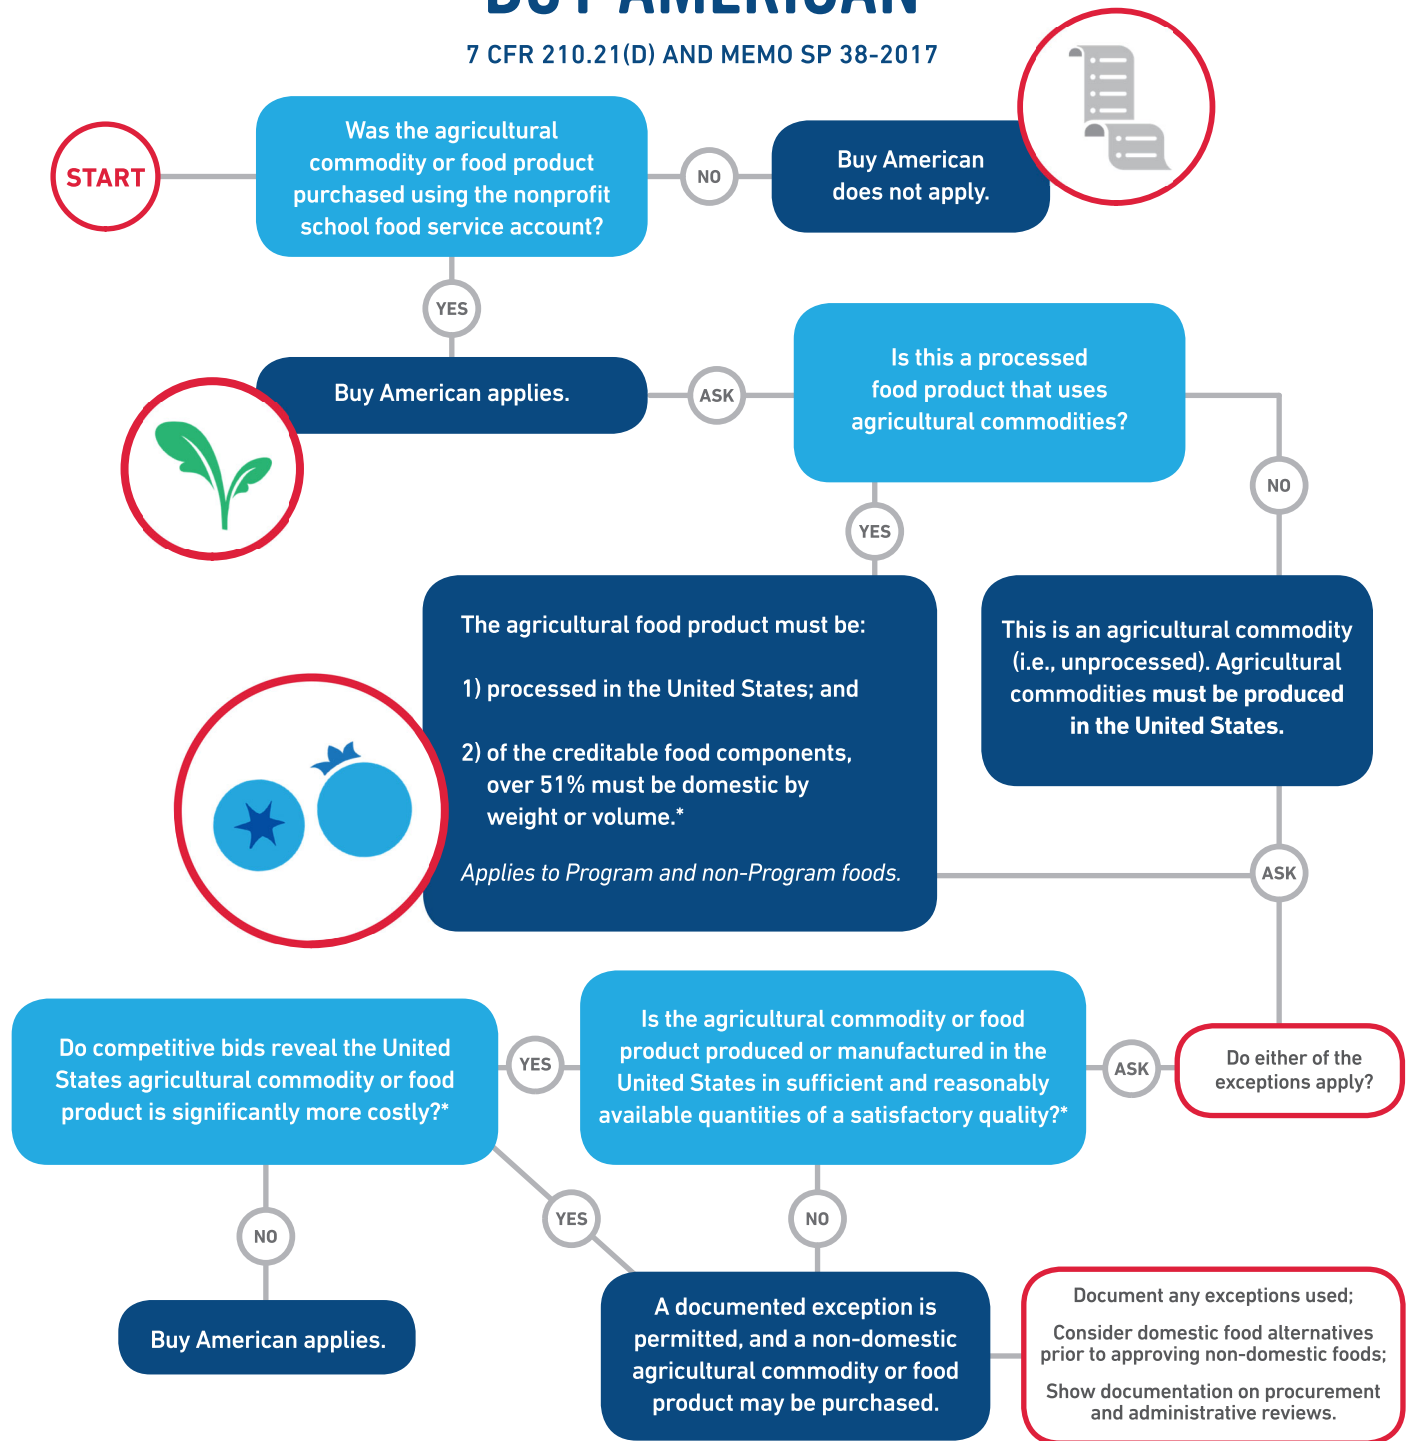 BUY AMERICAN
7 CFR 210.21(D) AND MEMO SP 38-2017
START
Was the agricultural
commodity or food product
purchased using the nonprofit
school food service account?
NO
Buy American
does not apply.
YES
Buy American applies.
ASK
Is this a processed
food product that uses
agricultural commodities?
NO
YES
The agricultural food product must be:
1) processed in the United States; and
2) of the creditable food components,
over 51% must be domestic by
weight or volume.*
Applies to Program and non-Program foods.
This is an agricultural commodity
(i.e., unprocessed). Agricultural
commodities must be produced
in the United States.
ASK
Do either of the
exceptions apply?
ASK
Is the agricultural commodity or food
product produced or manufactured in the
United States in sufficient and reasonably
available quantities of a satisfactory quality?*
YES
Do competitive bids reveal the United
States agricultural commodity or food
product is significantly more costly?*
NO
Buy American applies.
YES
NO
A documented exception is
permitted, and a non-domestic
agricultural commodity or food
product may be purchased.
Document any exceptions used;
Consider domestic food alternatives
prior to approving non-domestic foods;
Show documentation on procurement
and administrative reviews.